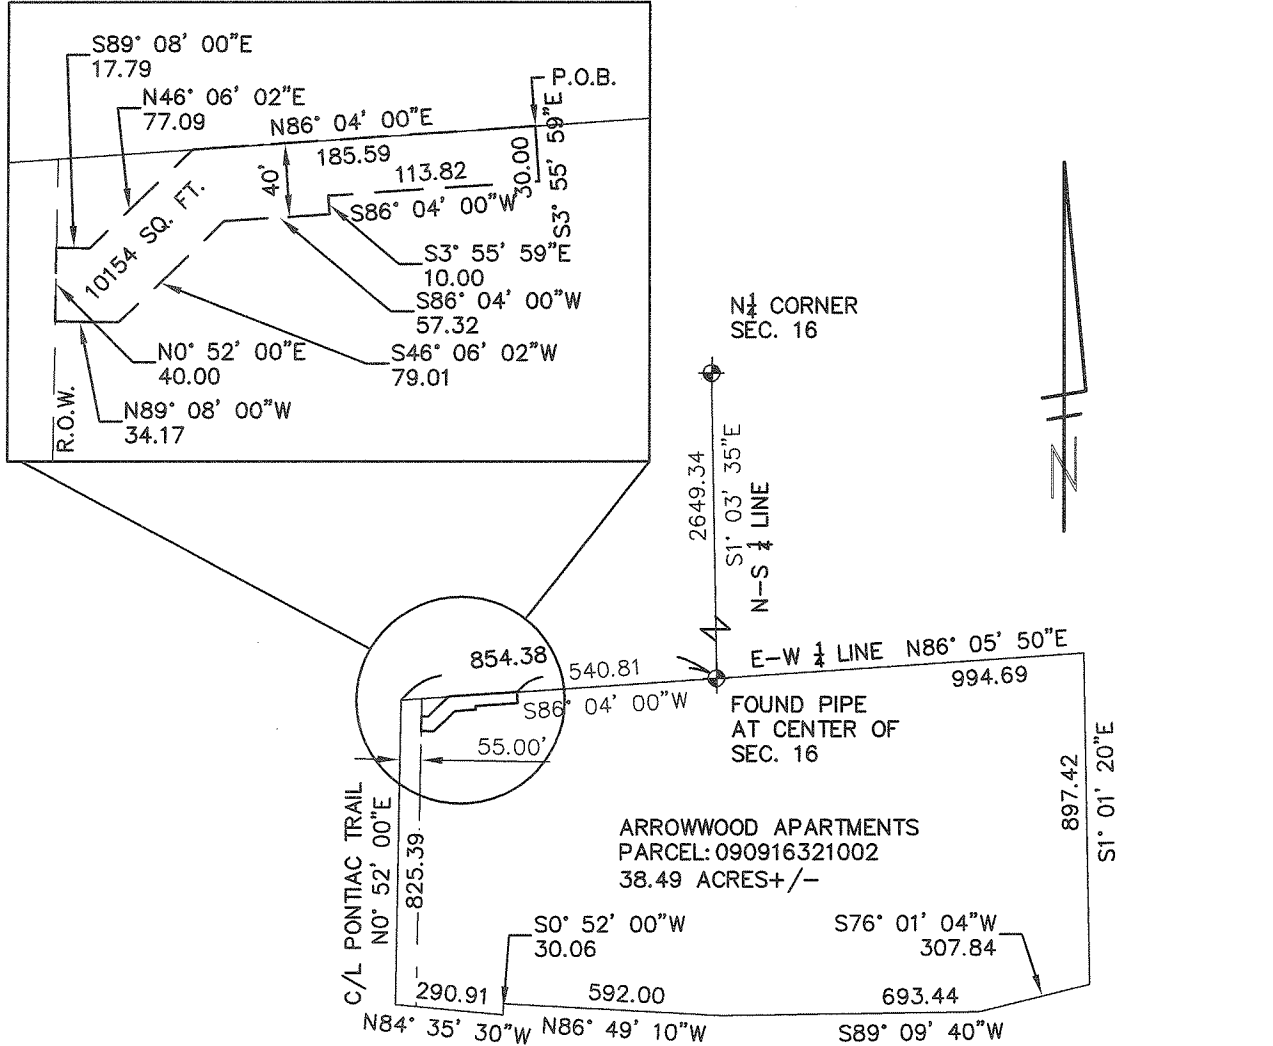 S89° 08' 00"E
17.79
N46° 06' 02"E
77.09
P.O.B.
N86° 04' 00"E
185.59
40'
113.82
S86° 04' 00"W
30.00
S3° 55' 59"E
10154 SQ. FT.
S3° 55' 59"E
10.00
S86° 04' 00"W
57.32
N0° 52' 00"E
40.00
S46° 06' 02"W
79.01
N89° 08' 00"W
34.17
R.O.W.
N¼ CORNER
SEC. 16
N
2649.34
S1° 03' 35"E
N-S ¼ LINE
854.38
540.81
S86° 04' 00"W
E-W ¼ LINE N86° 05' 50"E
994.69
FOUND PIPE
AT CENTER OF
SEC. 16
55.00'
C/L PONTIAC TRAIL
N0° 52' 00"E
825.39
897.42
S1° 01' 20"E
ARROWWOOD APARTMENTS
PARCEL: 090916321002
38.49 ACRES+/-
S0° 52' 00"W
30.06
S76° 01' 04"W
307.84
290.91
592.00
693.44
N84° 35' 30"W
N86° 49' 10"W
S89° 09' 40"W